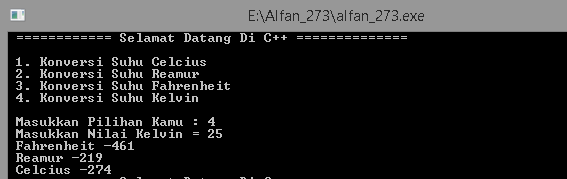 E:\Alfan_273\alfan_273.exe
============ Selamat Datang Di C++ ==============
1. Konversi Suhu Celcius
2. Konversi Suhu Reamur
3. Konversi Suhu Fahrenheit
4. Konversi Suhu Kelvin
Masukkan Pilihan Kamu : 4
Masukkan Nilai Kelvin = 25
Fahrenheit -461
Reamur -219
Celcius -274